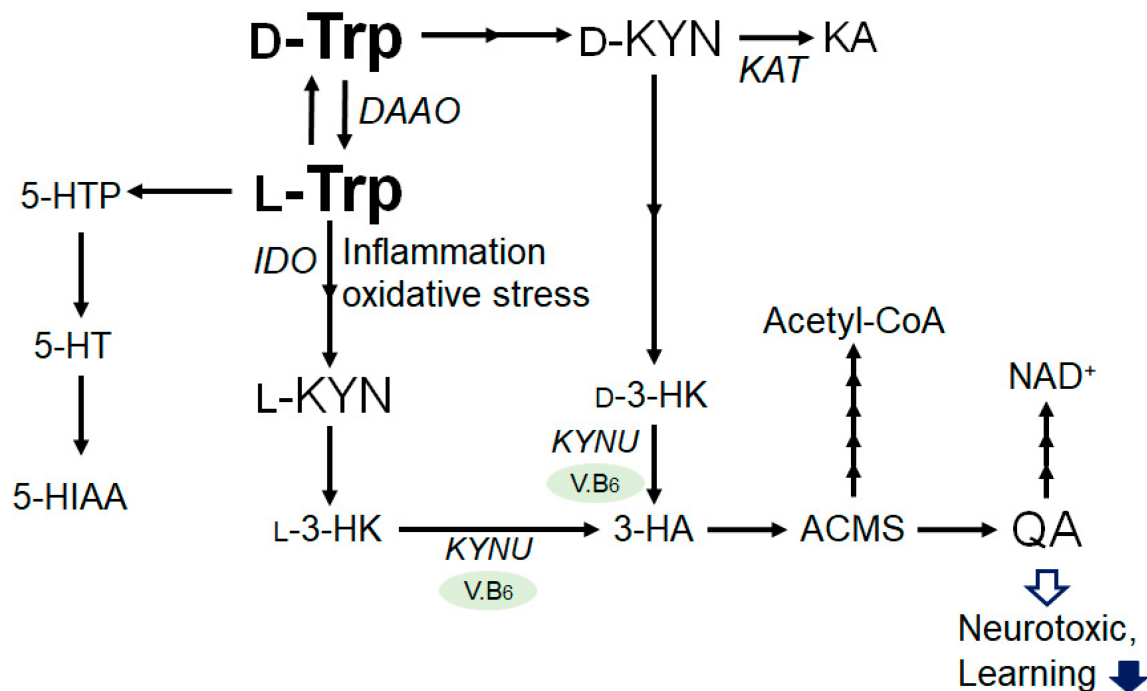 D-Trp
D-KYN
KA
KAT
DAAO
L-Trp
5-HTP
IDO
Inflammation
oxidative stress
5-HT
Acetyl-CoA
NAD⁺
L-KYN
D-3-HK
KYNU
V.B6
5-HIAA
L-3-HK
KYNU
V.B6
3-HA
ACMS
QA
Neurotoxic,
Learning